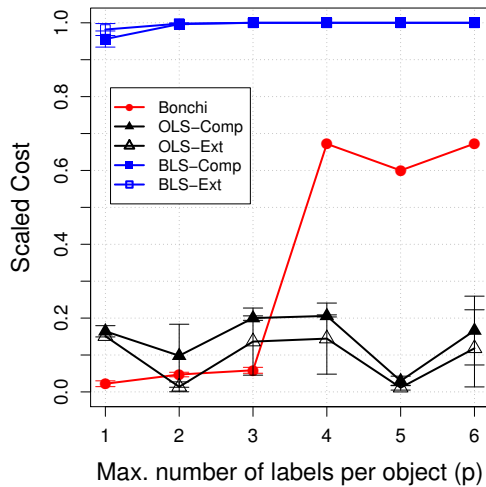 Scaled Cost
1.0
0.8
0.6
0.4
0.2
0.0
Bonchi
OLS−Comp
OLS−Ext
BLS−Comp
BLS−Ext
1 2 3 4 5 6
Max. number of labels per object (p)